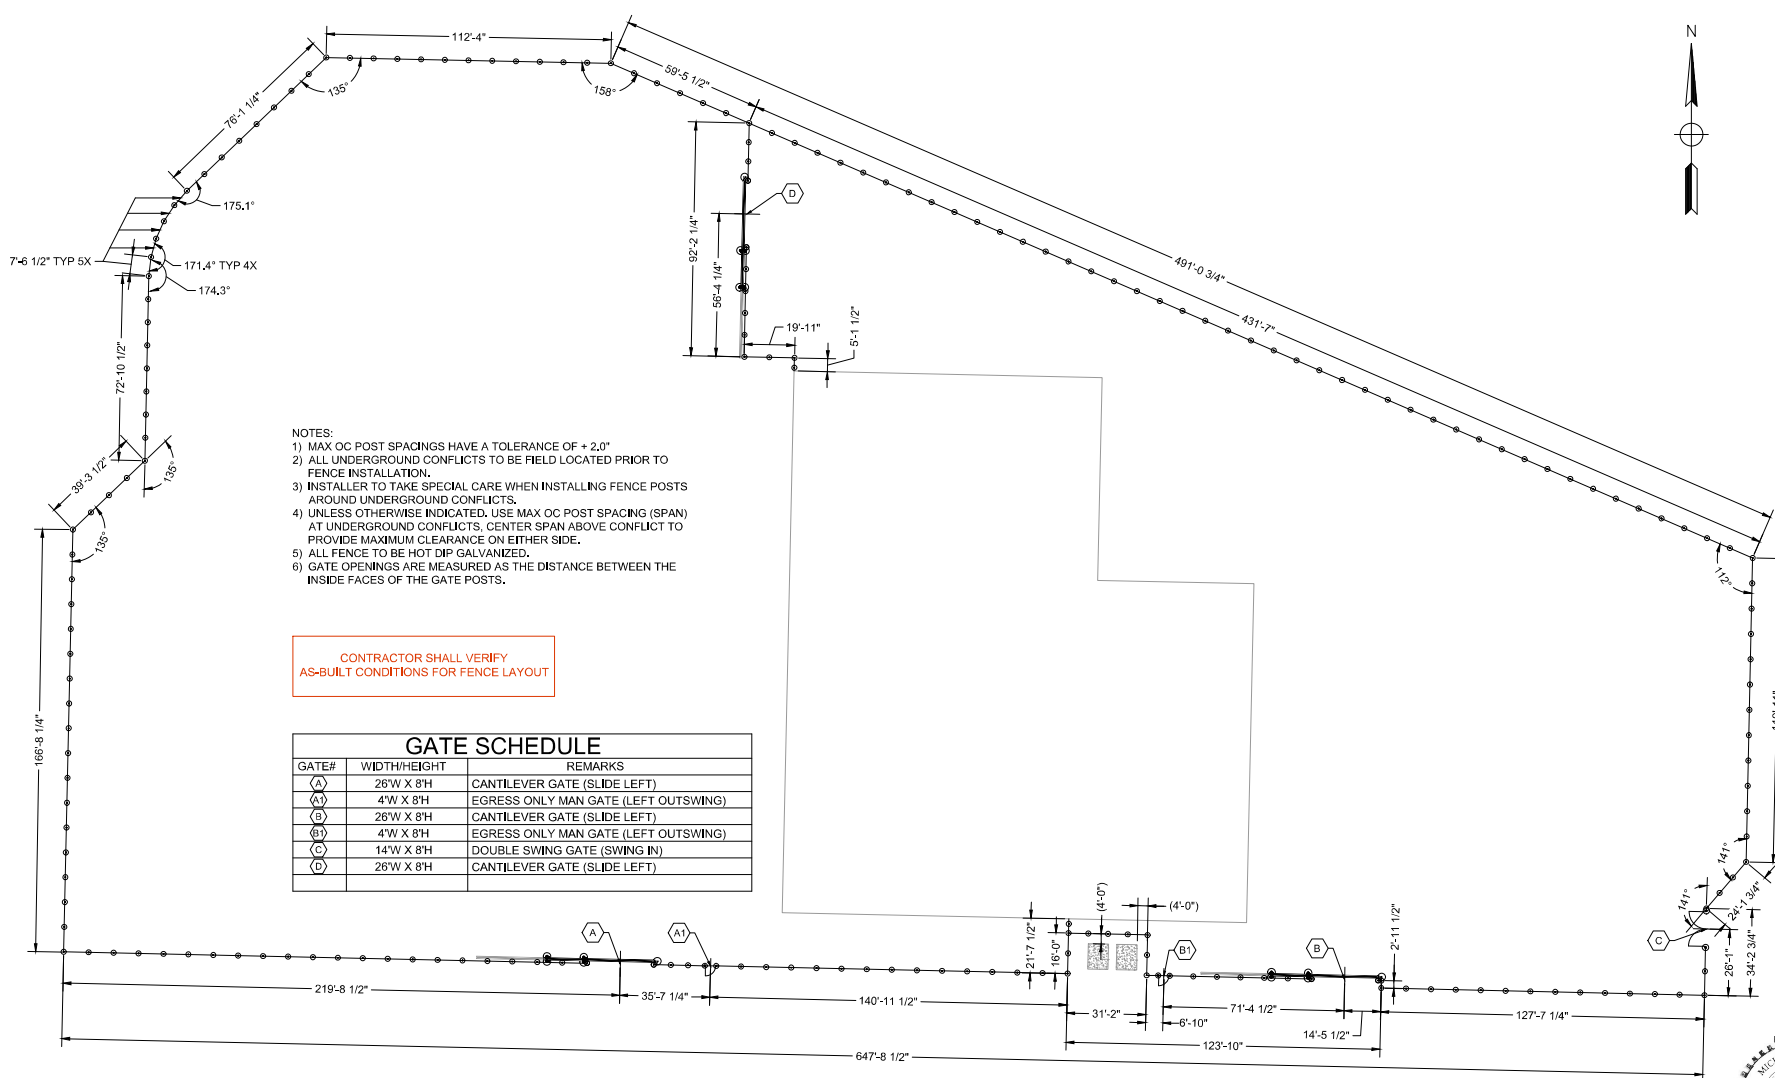 112'-4"
N
59'-5 1/2"
135°
158°
76'-1 1/4"
D
175.1°
92'-2 1/4"
491'-0 3/4"
7'-6 1/2" TYP 5X
171.4° TYP 4X
174.3°
56'-4 1/4"
431'-7"
19'-11"
5'-1 1/2"
72'-10 1/2"
39'-3 1/2"
135°
135°
NOTES:
1) MAX OC POST SPACINGS HAVE A TOLERANCE OF + 2.0"
2) ALL UNDERGROUND CONFLICTS TO BE FIELD LOCATED PRIOR TO
FENCE INSTALLATION.
3) INSTALLER TO TAKE SPECIAL CARE WHEN INSTALLING FENCE POSTS
AROUND UNDERGROUND CONFLICTS.
4) UNLESS OTHERWISE INDICATED. USE MAX OC POST SPACING (SPAN)
AT UNDERGROUND CONFLICTS, CENTER SPAN ABOVE CONFLICT TO
PROVIDE MAXIMUM CLEARANCE ON EITHER SIDE.
5) ALL FENCE TO BE HOT DIP GALVANIZED.
6) GATE OPENINGS ARE MEASURED AS THE DISTANCE BETWEEN THE
INSIDE FACES OF THE GATE POSTS.
112°
CONTRACTOR SHALL VERIFY
AS-BUILT CONDITIONS FOR FENCE LAYOUT
166'-8 1/4"
GATE SCHEDULE
GATE# WIDTH/HEIGHT REMARKS
A 26'W X 8'H CANTILEVER GATE (SLIDE LEFT)
A1 4'W X 8'H EGRESS ONLY MAN GATE (LEFT OUTSWING)
B 26'W X 8'H CANTILEVER GATE (SLIDE LEFT)
B1 4'W X 8'H EGRESS ONLY MAN GATE (LEFT OUTSWING)
C 14'W X 8'H DOUBLE SWING GATE (SWING IN)
D 26'W X 8'H CANTILEVER GATE (SLIDE LEFT)
141°
141°
24'-1 3/4"
(4'-0")
(4'-0")
A
A1
B1
B
C
21'-7 1/2"
16'-0"
2'-11 1/2"
26'-1"
34'-2 3/4"
219'-8 1/2"
35'-7 1/4"
140'-11 1/2"
31'-2"
6'-10"
71'-4 1/2"
14'-5 1/2"
127'-7 1/4"
123'-10"
647'-8 1/2"